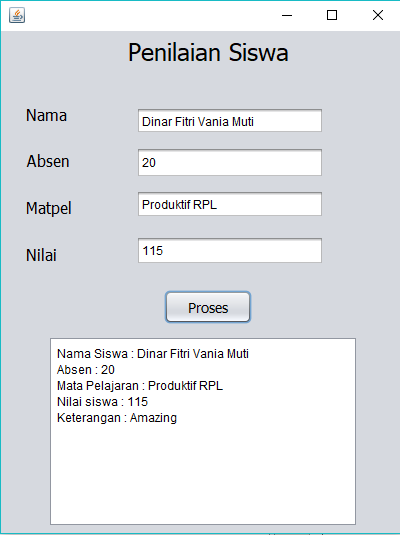 Penilaian Siswa
Nama
Dinar Fitri Vania Muti
Absen
20
Matpel
Produktif RPL
Nilai
115
Proses
Nama Siswa : Dinar Fitri Vania Muti
Absen : 20
Mata Pelajaran : Produktif RPL
Nilai siswa : 115
Keterangan : Amazing